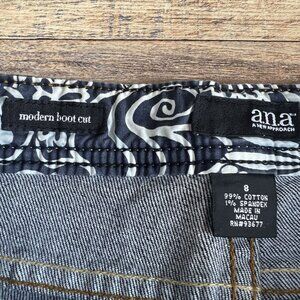 modern boot cut
a.n.a
A NEW APPROACH
8
99% COTTON
1% SPANDEX
MADE IN
MACAU
RN#93677